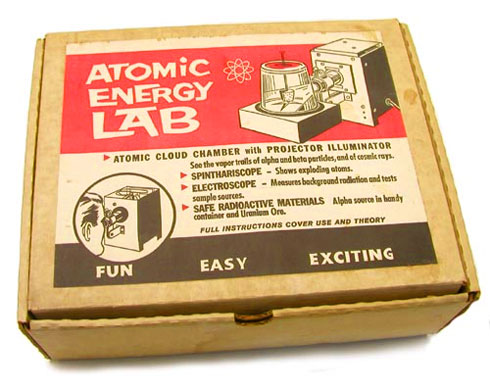 ATOMIC
ENERGY
LAB
▶ ATOMIC CLOUD CHAMBER with PROJECTOR ILLUMINATOR
See the vapor trails of alpha and beta particles, and of cosmic rays.
▶ SPINTHARISCOPE – Shows exploding atoms.
▶ ELECTROSCOPE – Measures background radiation and tests
sample sources.
▶ SAFE RADIOACTIVE MATERIALS Alpha source in handy
container and Uranium Ore.
FULL INSTRUCTIONS COVER USE AND THEORY
FUN EASY EXCITING